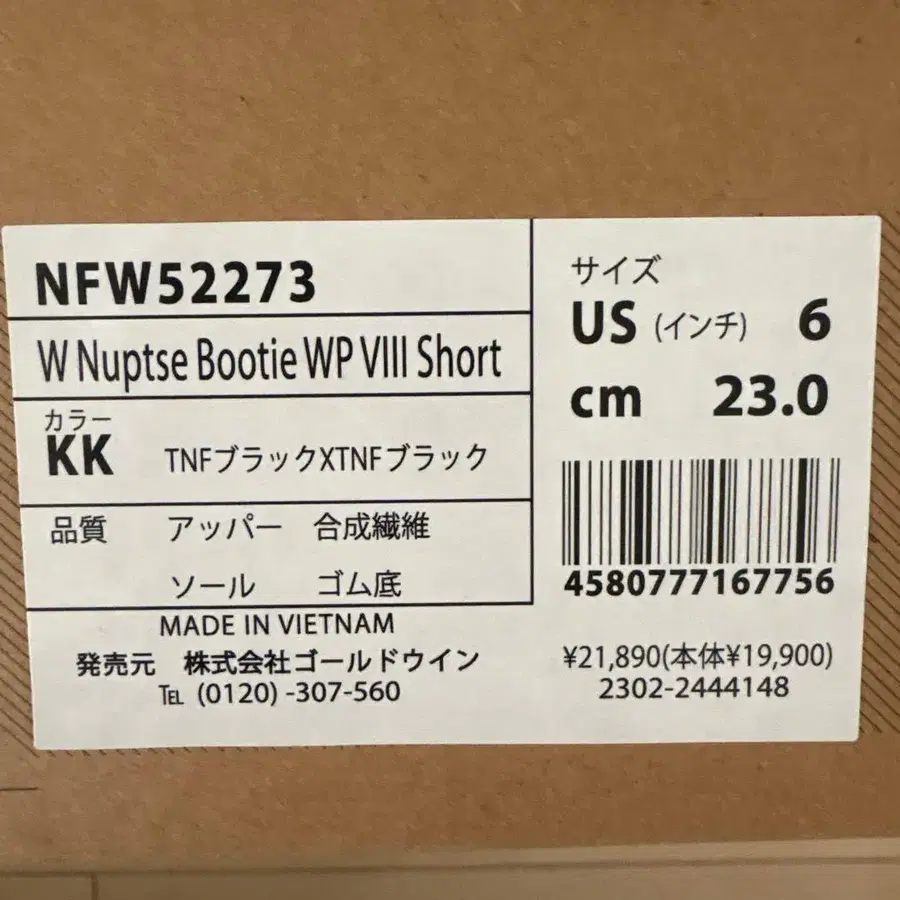 NFW52273
W Nuptse Bootie WP VIII Short
カラー
KK TNFブラックXTNFブラック
品質 アッパー 合成繊維
ソール ゴム底
MADE IN VIETNAM
発売元 株式会社ゴールドウイン
TEL (0120) -307-560
サイズ
US (インチ) 6
cm 23.0
4580777167756
¥21,890(本体¥19,900)
2302-2444148